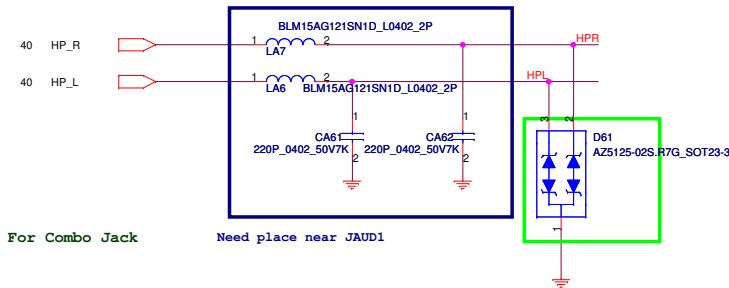 BLM15AG121SN1D_L0402_2P
40 HP_R 1 2 HPR
LA7
40 HP_L 1 2 HPL
LA6 BLM15AG121SN1D_L0402_2P
1 1 3 2
CA61 CA62 D61
220P_0402_50V7K 220P_0402_50V7K AZ5125-02S.R7G_SOT23-3
2 2
1
For Combo Jack Need place near JAUD1